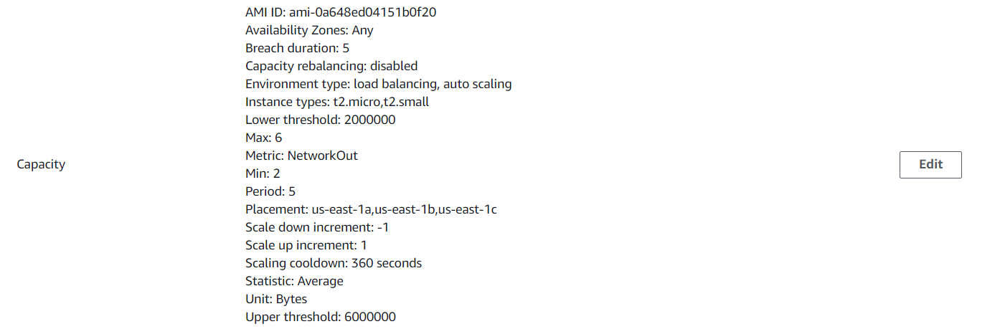 AMI ID: ami-0a648ed04151b0f20
Availability Zones: Any
Breach duration: 5
Capacity rebalancing: disabled
Environment type: load balancing, auto scaling
Instance types: t2.micro,t2.small
Lower threshold: 2000000
Max: 6
Metric: NetworkOut
Capacity
Edit
Min: 2
Period: 5
Placement: us-east-1a,us-east-1b,us-east-1c
Scale down increment: -1
Scale up increment: 1
Scaling cooldown: 360 seconds
Statistic: Average
Unit: Bytes
Upper threshold: 6000000